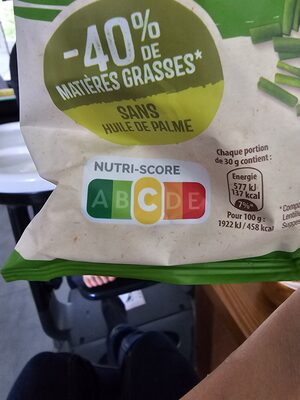 -40%
DE
MATIÈRES GRASSES*
SANS
HUILE DE PALME
NUTRI-SCORE
A B C D E
Chaque portion
de 30 g contient :
Energie
577 kJ
137 kcal
7%*
Pour 100 g :
1922 kJ / 458 kcal